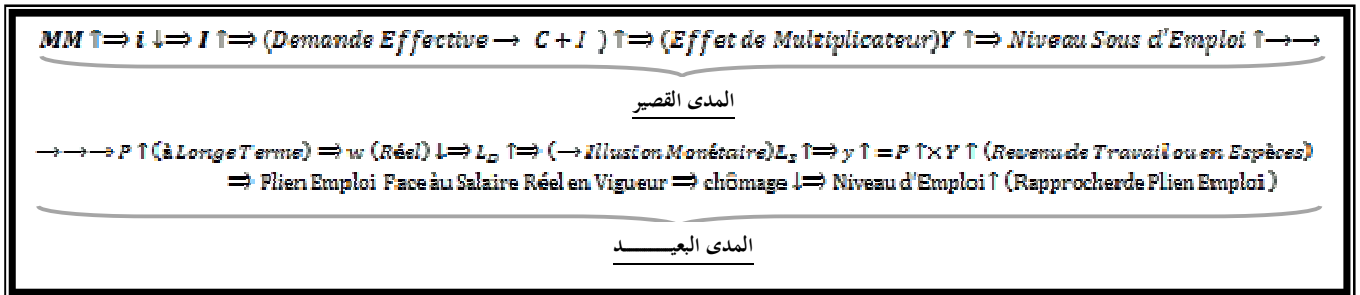 MM ↑⇒ i ↓⇒ I ↑⇒ (Demande Effective → C + I ) ↑⇒ (Effet de Multiplicateur)Y ↑⇒ Niveau Sous d'Emploi ↑→→
المدى القصير
→→→ P ↑ (à Longe Terme) ⇒ w (Réel) ↓⇒ L_D ↑⇒ (→ Illusion Monétaire)L_s ↑⇒ y ↑ = P ↑× Y ↑ (Revenu de Travail ou en Espèces)
⇒ Plien Emploi Face àu Salaire Réel en Vigueur ⇒ chômage ↓⇒ Niveau d'Emploi ↑ (Rapprocher de Plien Emploi )
المدى البعيـــــــد